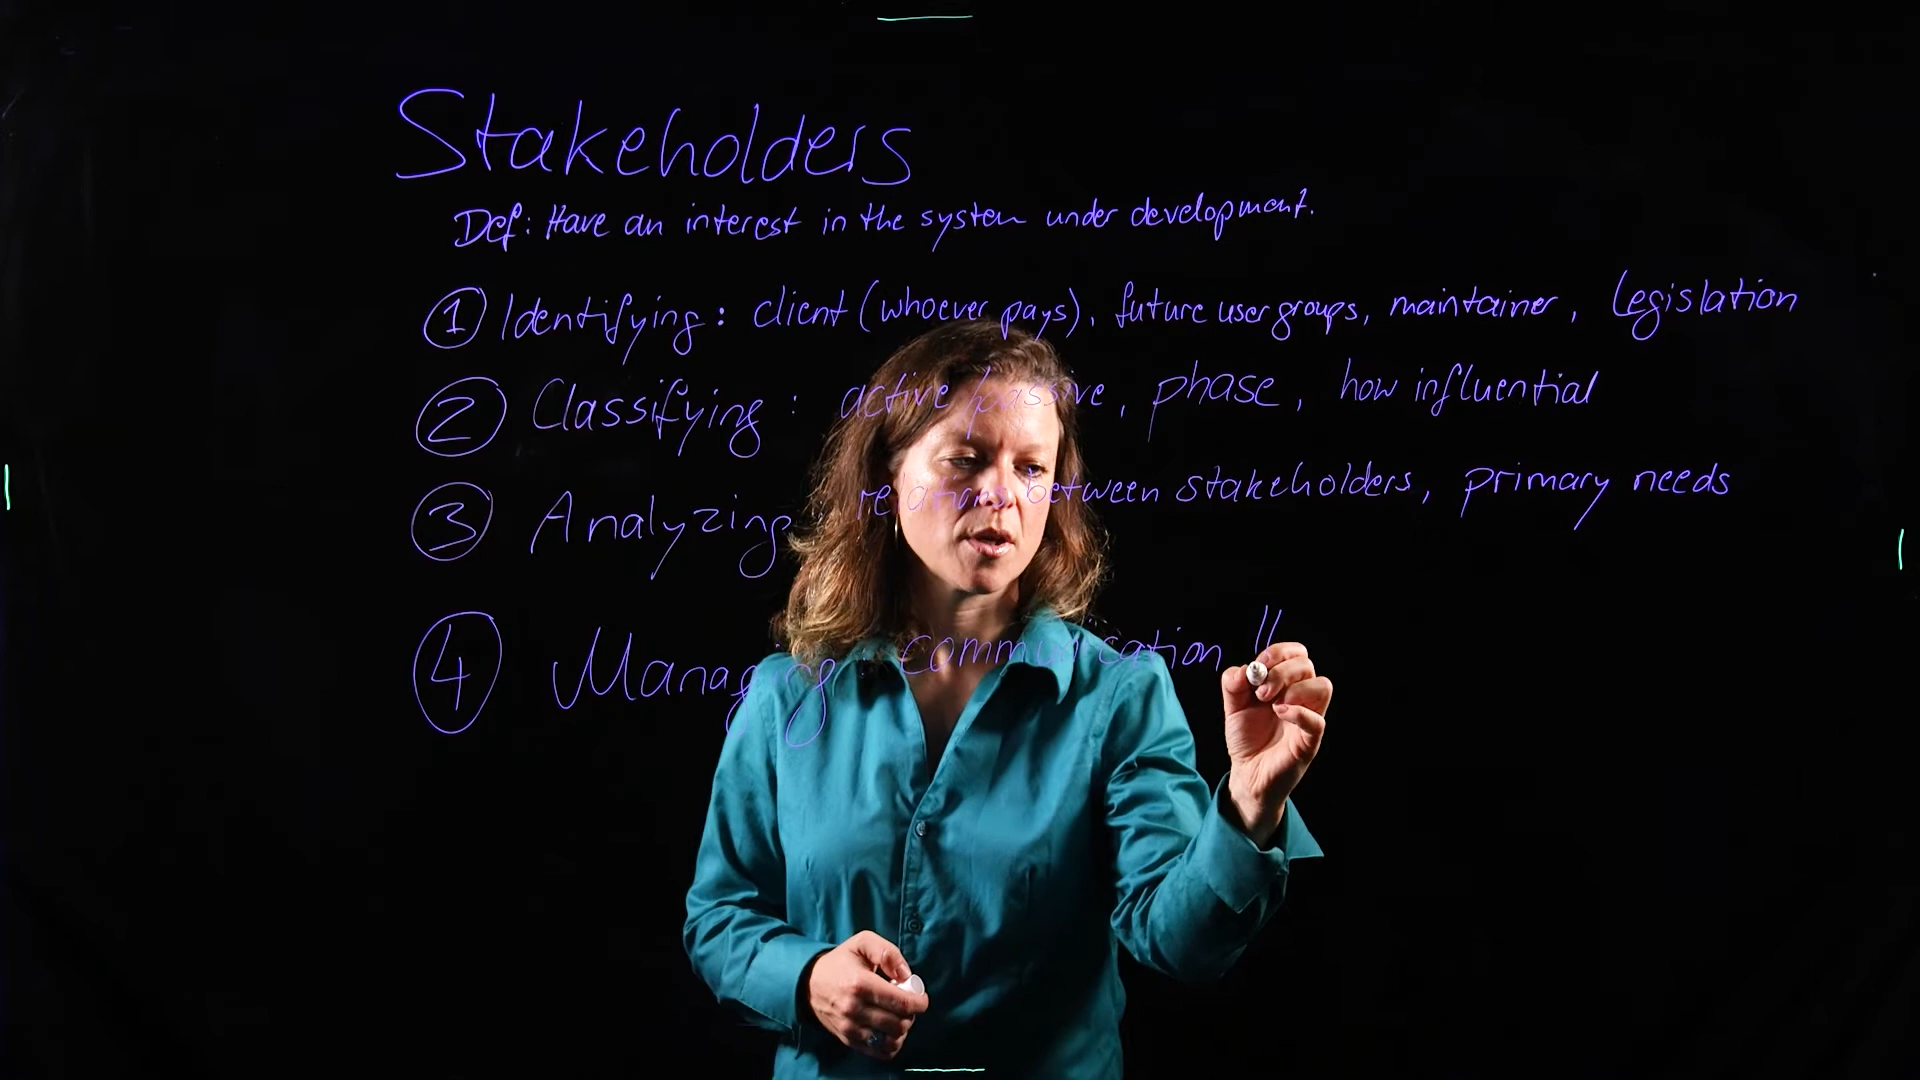 Stakeholders
Def: Have an interest in the system under development.
1 Identifying: client (whoever pays), future user groups, maintainer, Legislation
2 Classifying: active/passive, phase, how influential
3 Analyzing: relations between stakeholders, primary needs
4 Managing: communication !!